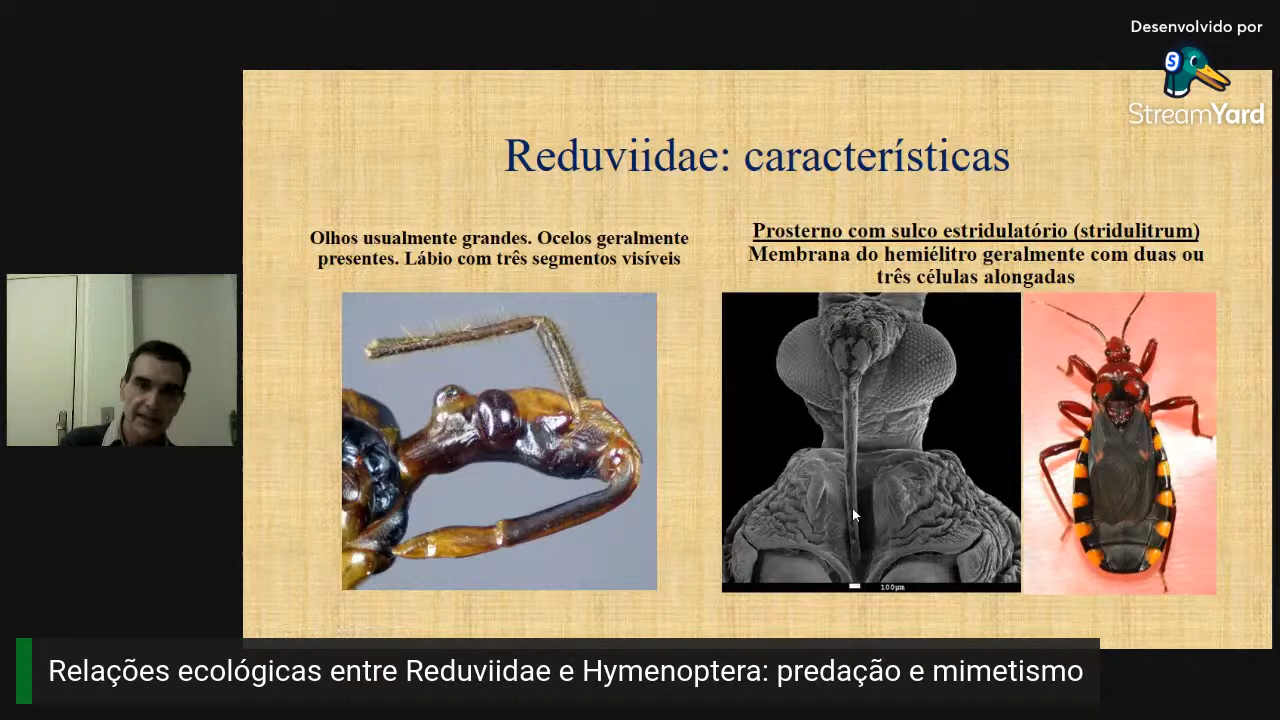 Desenvolvido por
StreamYard
Reduviidae: características
Olhos usualmente grandes. Ocelos geralmente
presentes. Lábio com três segmentos visíveis
Prosterno com sulco estridulatório (stridulitrum)
Membrana do hemiélitro geralmente com duas ou
três células alongadas
100µm
Relações ecológicas entre Reduviidae e Hymenoptera: predação e mimetismo